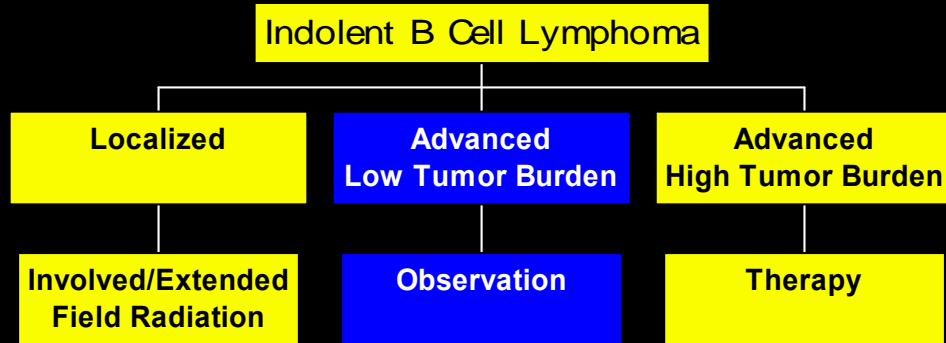 Indolent B Cell Lymphoma
Localized
Advanced
Low Tumor Burden
Advanced
High Tumor Burden
Involved/Extended
Field Radiation
Observation
Therapy